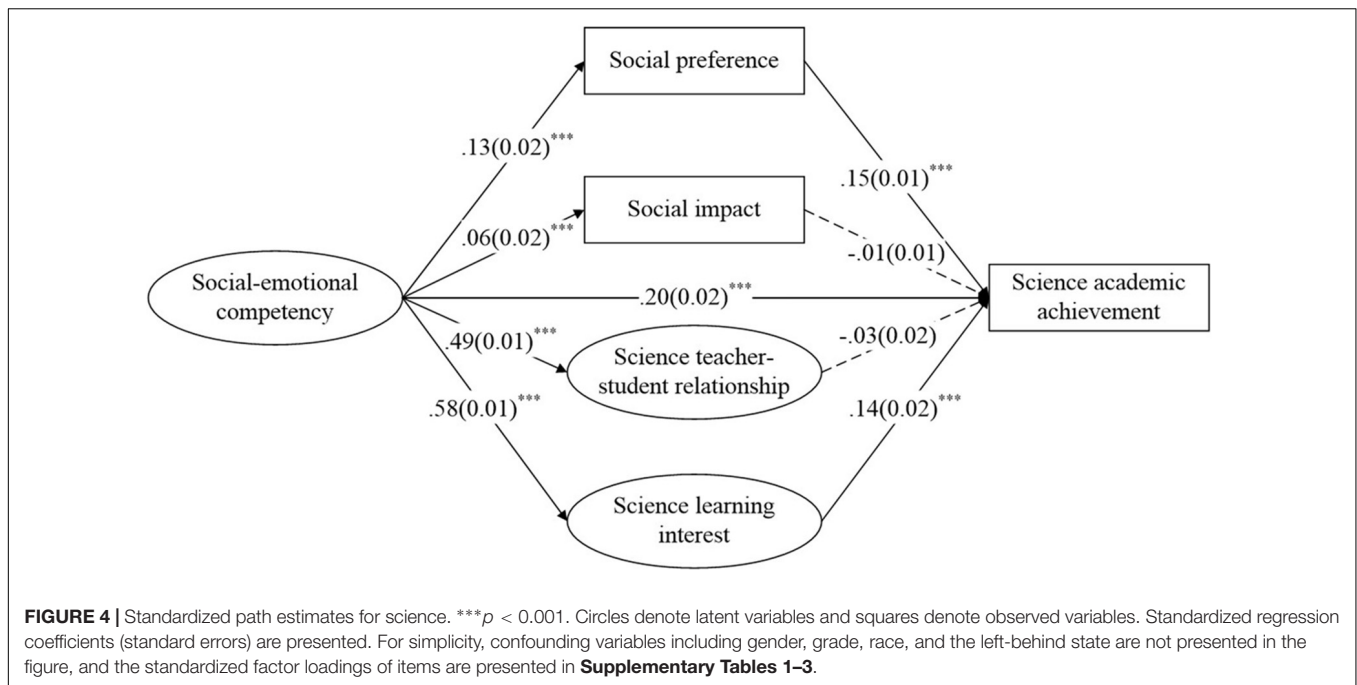 Social preference
.13(0.02)***
.15(0.01)***
Social impact
.06(0.02)***
-.01(0.01)
Social-emotional
competency
.20(0.02)***
Science academic
achievement
.49(0.01)***
Science teacher-
student relationship
-.03(0.02)
.58(0.01)***
.14(0.02)***
Science learning
interest
FIGURE 4 | Standardized path estimates for science. ***p < 0.001. Circles denote latent variables and squares denote observed variables. Standardized regression
coefficients (standard errors) are presented. For simplicity, confounding variables including gender, grade, race, and the left-behind state are not presented in the
figure, and the standardized factor loadings of items are presented in Supplementary Tables 1–3.